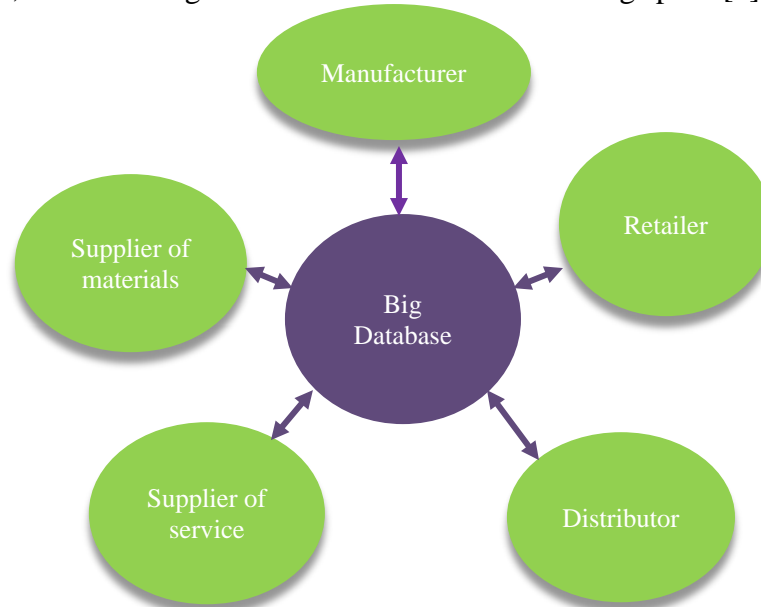 Manufacturer
Retailer
Supplier of
materials
Big
Database
Supplier of
service
Distributor